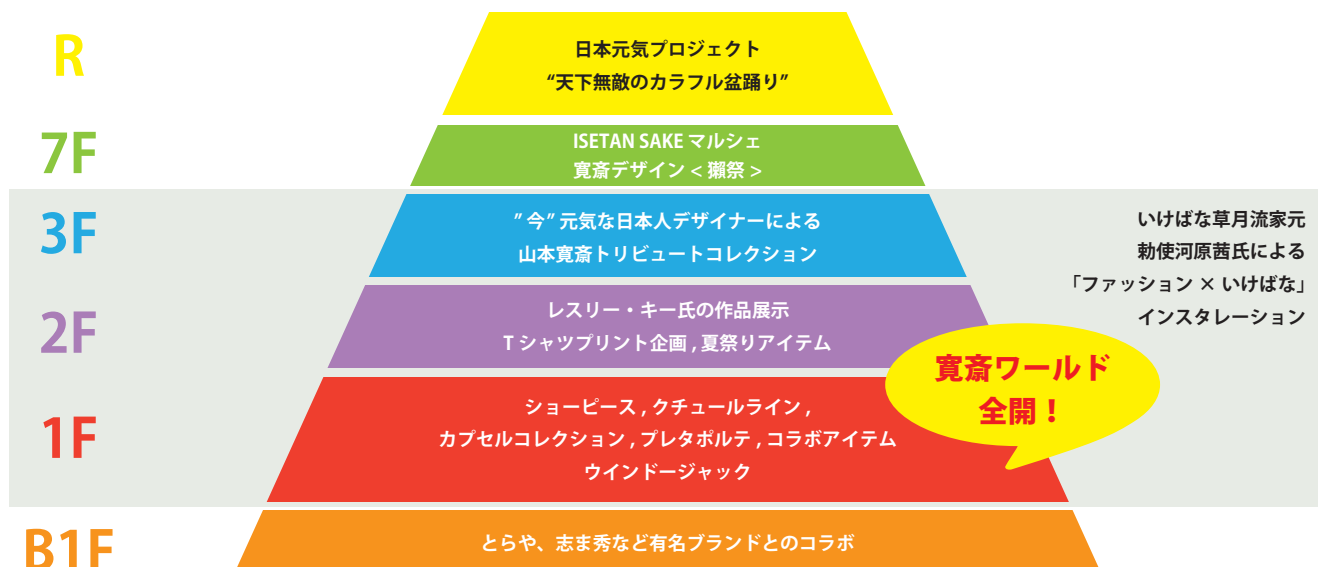 R
日本元気プロジェクト
“天下無敵のカラフル盆踊り”
7F
ISETAN SAKE マルシェ
寛斎デザイン < 獺祭 >
3F
”今”元気な日本人デザイナーによる
山本寛斎トリビュートコレクション
いけばな草月流家元
勅使河原茜氏による
「ファッション × いけばな」
インスタレーション
2F
レスリー・キー氏の作品展示
T シャツプリント企画 , 夏祭りアイテム
寛斎ワールド
全開！
1F
ショーピース , クチュールライン ,
カプセルコレクション , プレタポルテ , コラボアイテム
ウインドージャック
B1F
とらや、志ま秀など有名ブランドとのコラボ